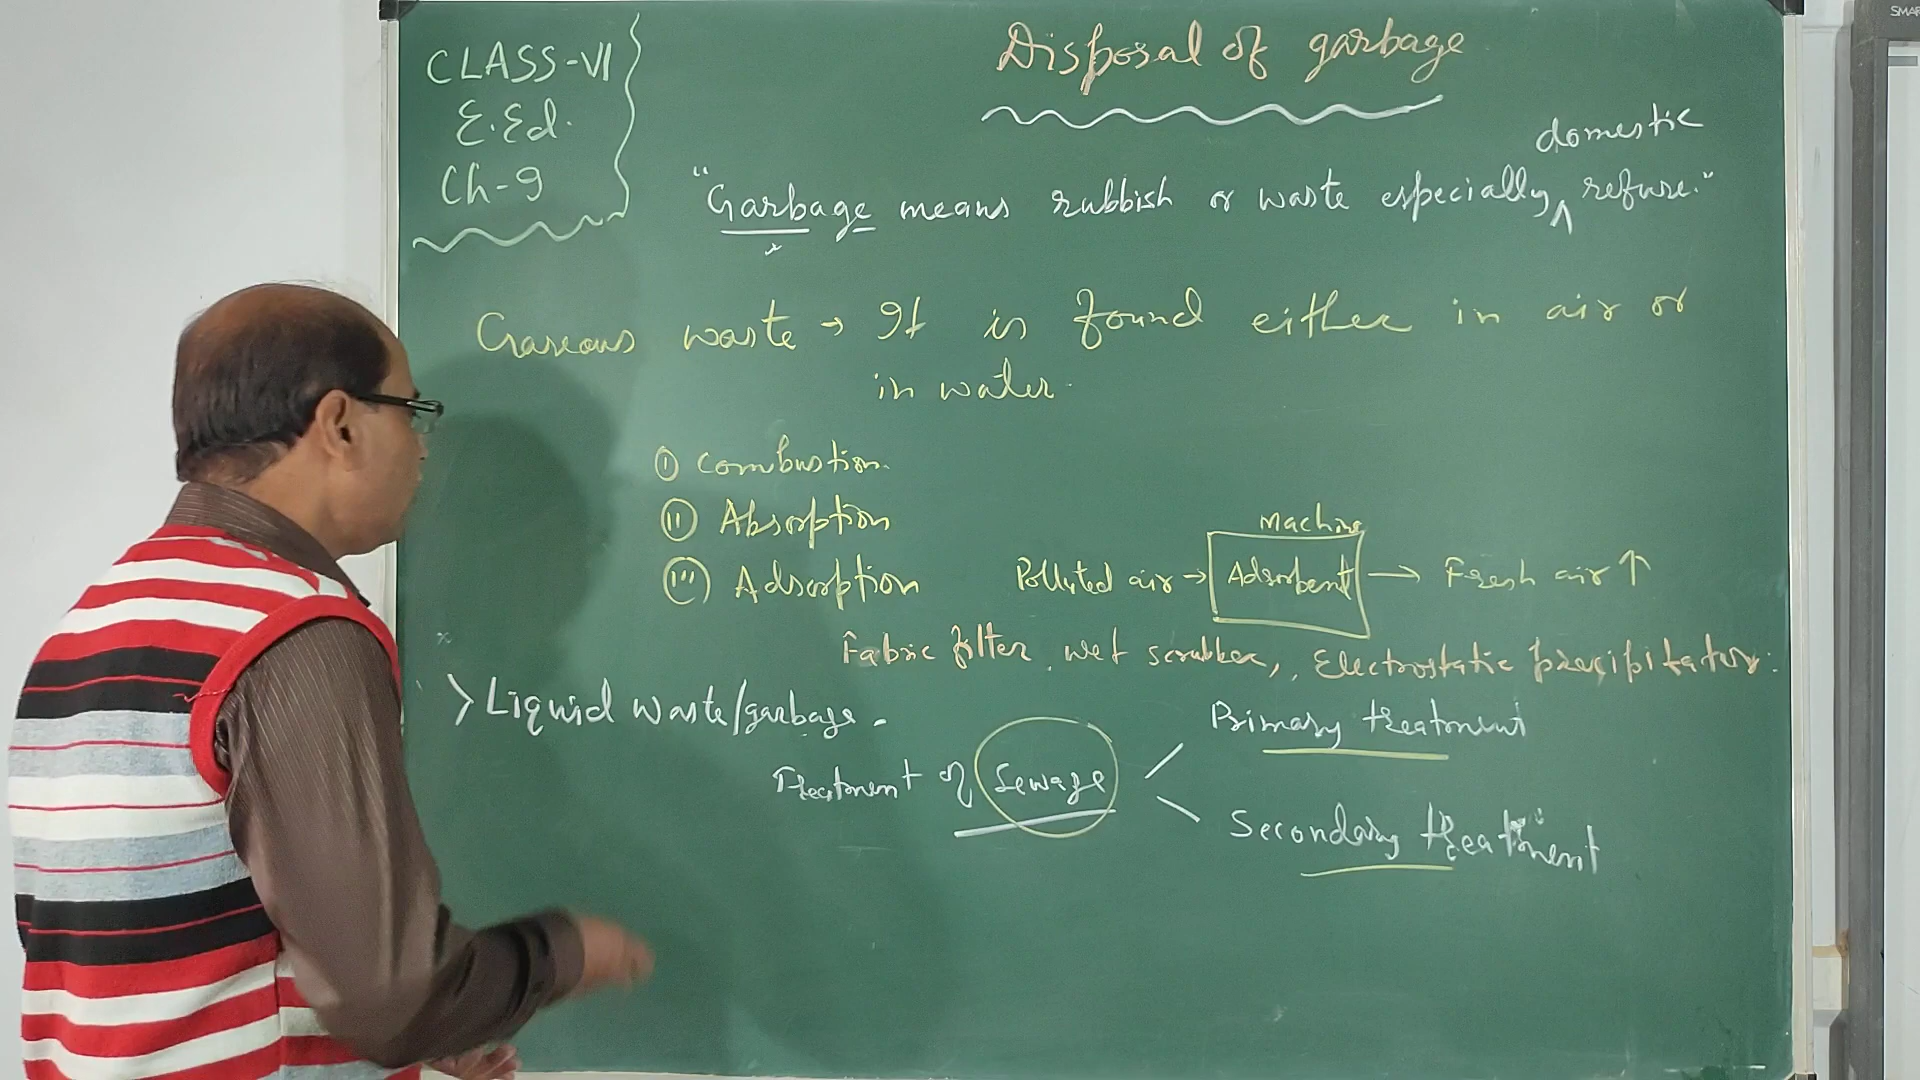 CLASS-VI
E.Ed.
Ch-9
Disposal of garbage
domestic
"Garbage means rubbish or waste especially ^ refuse."
Gaseous waste → It is found either in air or
in water.
(i) Combustion.
(ii) Absorption
(iii) Adsorption
Machine
Polluted air → Adsorbent → Fresh air ↑
Fabric filter, wet scrubber, Electrostatic precipitator.
> Liquid waste/garbage.
Treatment of Sewage
Primary treatment
Secondary treatment
SMAR